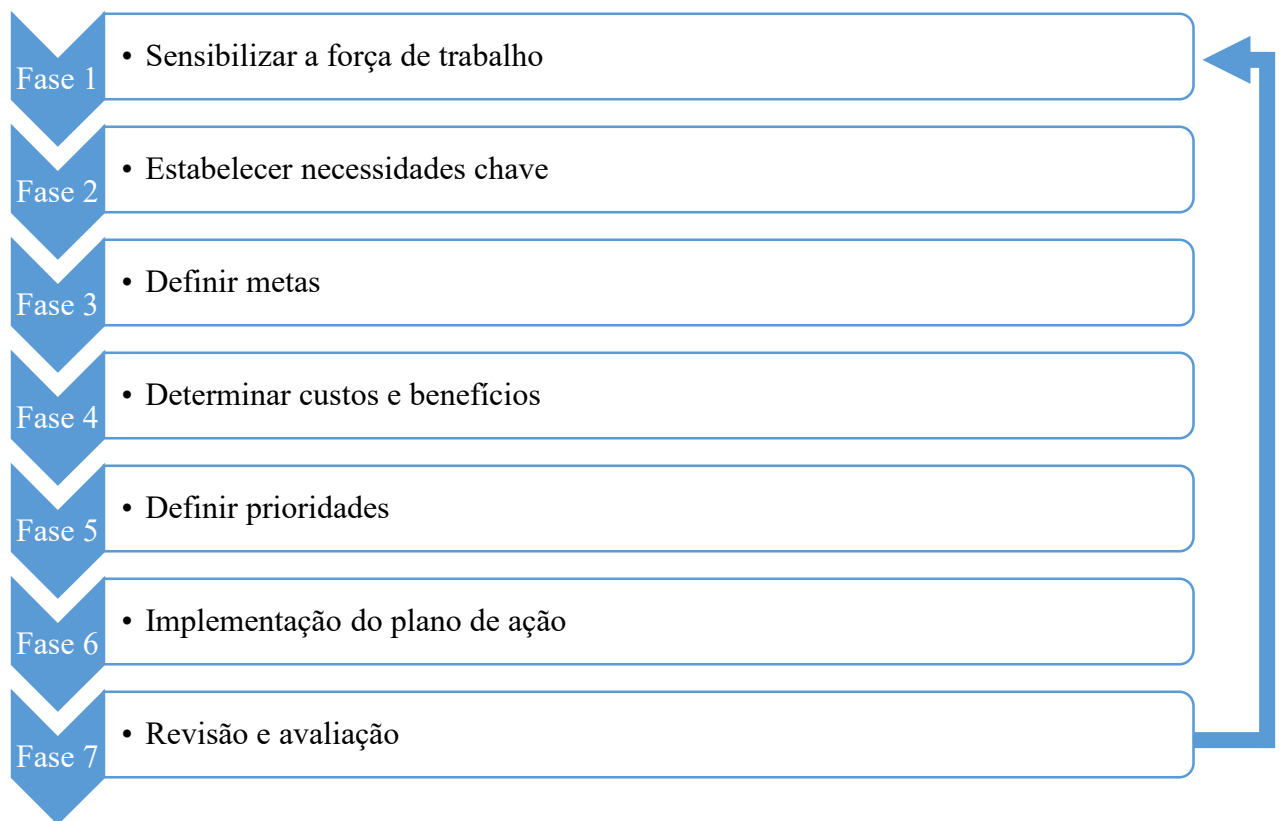 Fase 1
• Sensibilizar a força de trabalho
Fase 2
• Estabelecer necessidades chave
Fase 3
• Definir metas
Fase 4
• Determinar custos e benefícios
Fase 5
• Definir prioridades
Fase 6
• Implementação do plano de ação
Fase 7
• Revisão e avaliação